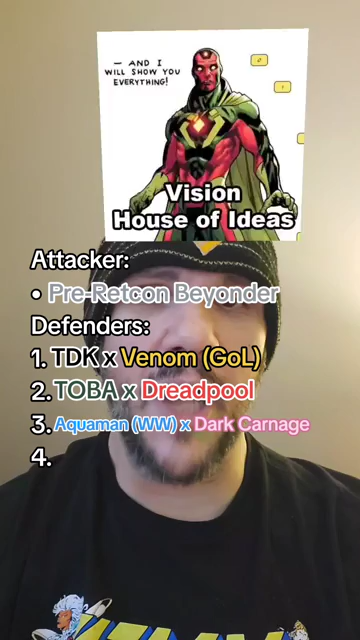 — AND I
WILL SHOW YOU
EVERYTHING!
Vision
House of Ideas
Attacker:
• Pre-Retcon Beyonder
Defenders:
1. TDK x Venom (GoL)
2. TOBA x Dreadpool
3. Aquaman (WW) x Dark Carnage
4.